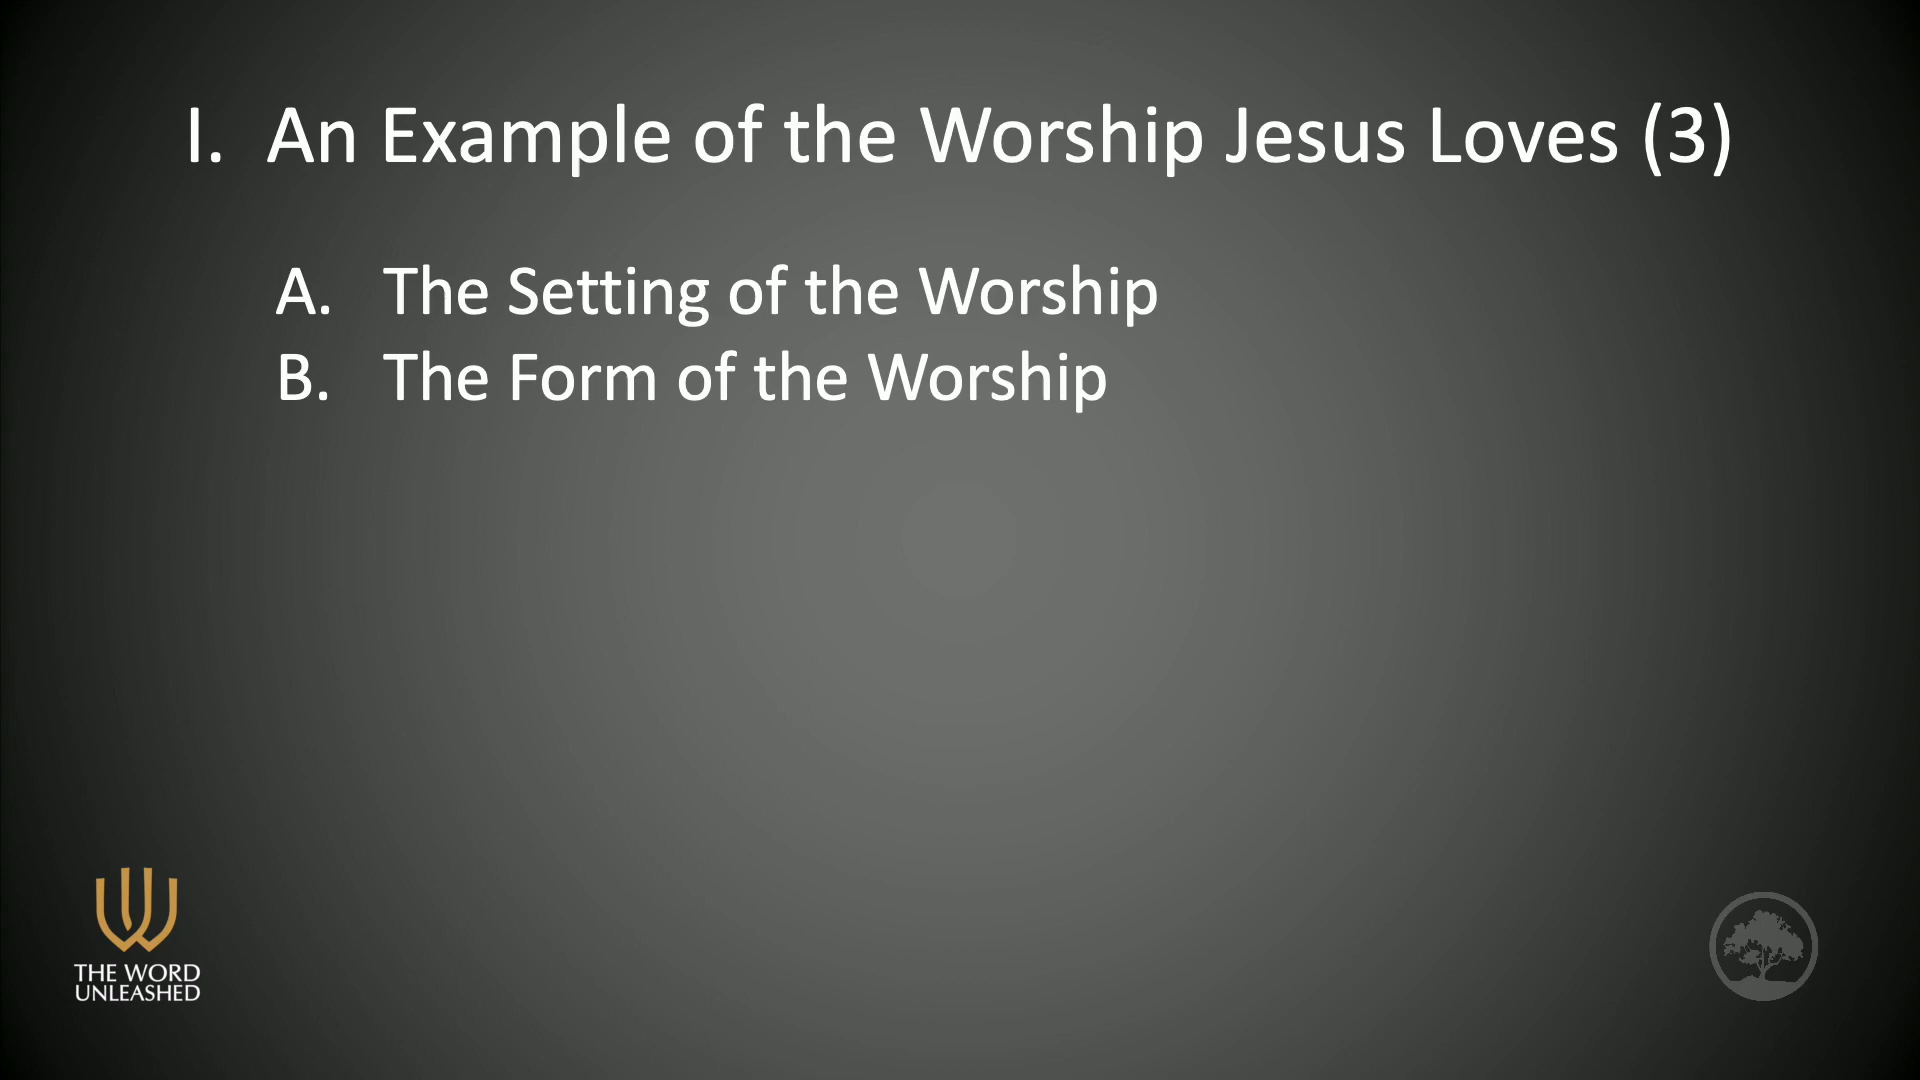 I. An Example of the Worship Jesus Loves (3)
A. The Setting of the Worship
B. The Form of the Worship
THE WORD
UNLEASHED